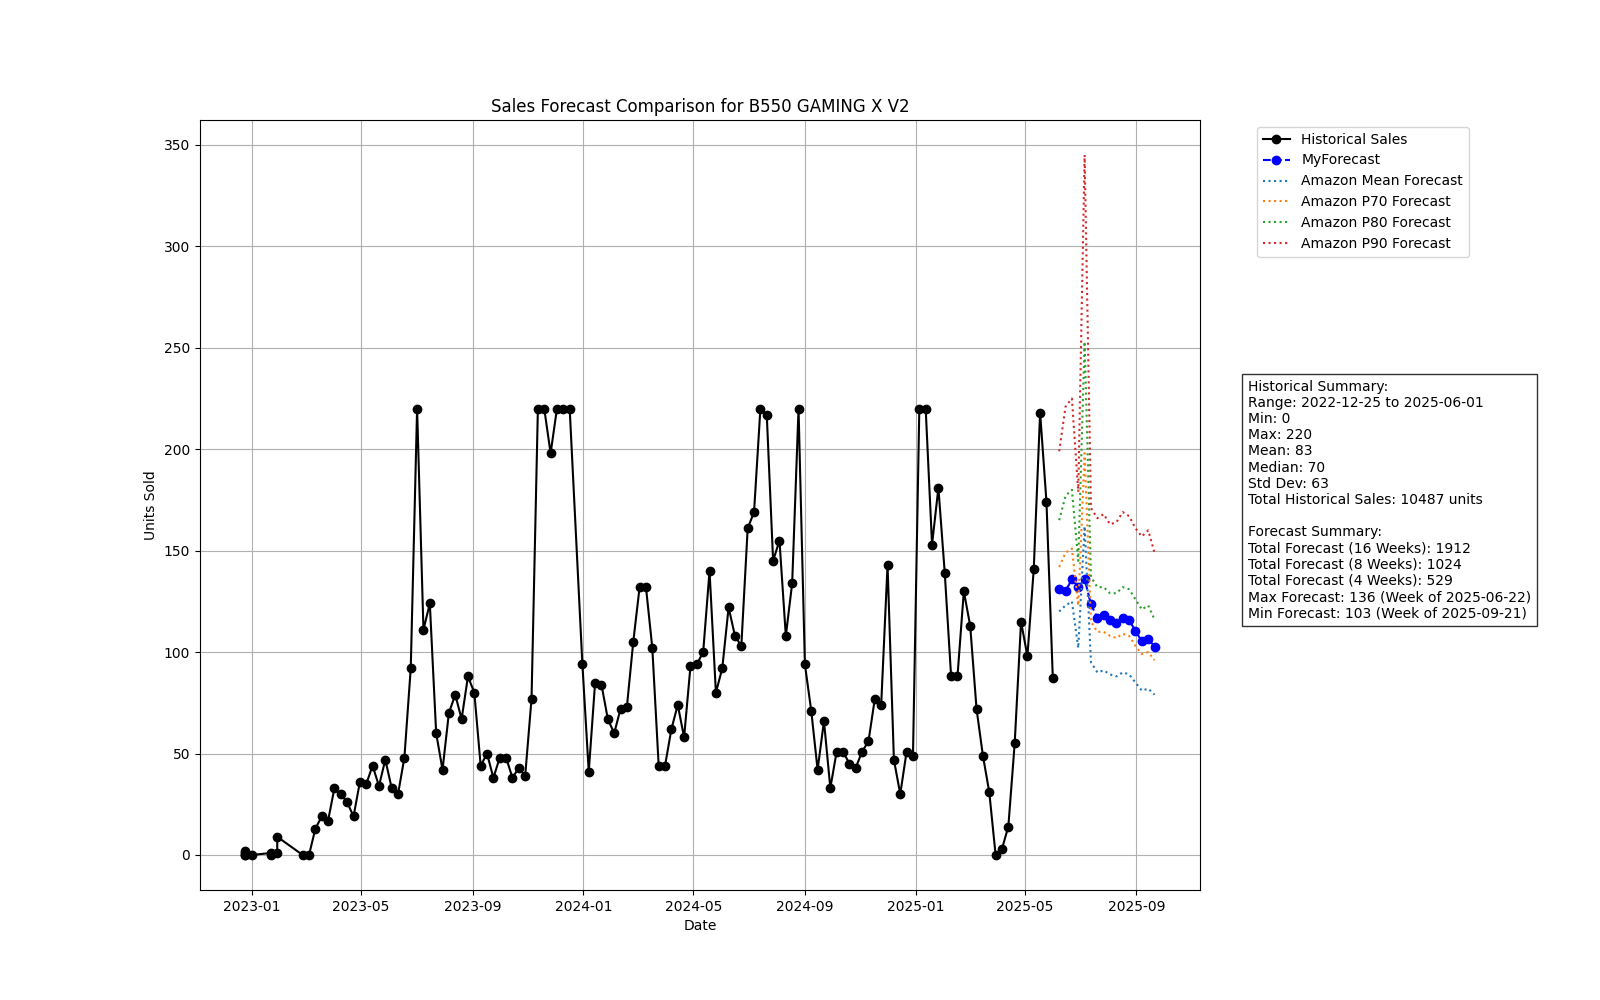 Sales Forecast Comparison for B550 GAMING X V2
350
300
250
200
150
100
50
0
Units Sold
2023-01
2023-05
2023-09
2024-01
2024-05
2024-09
2025-01
2025-05
2025-09
Date
Historical Sales
MyForecast
Amazon Mean Forecast
Amazon P70 Forecast
Amazon P80 Forecast
Amazon P90 Forecast
Historical Summary:
Range: 2022-12-25 to 2025-06-01
Min: 0
Max: 220
Mean: 83
Median: 70
Std Dev: 63
Total Historical Sales: 10487 units
Forecast Summary:
Total Forecast (16 Weeks): 1912
Total Forecast (8 Weeks): 1024
Total Forecast (4 Weeks): 529
Max Forecast: 136 (Week of 2025-06-22)
Min Forecast: 103 (Week of 2025-09-21)